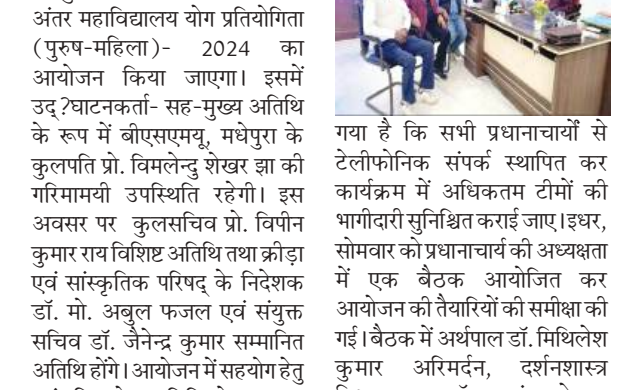 अंतर महाविद्यालय योग प्रतियोगिता
(पुरुष-महिला)- 2024 का
आयोजन किया जाएगा। इसमें
उद्?घाटनकर्ता- सह-मुख्य अतिथि
के रूप में बीएसएमयू, मधेपुरा के
कुलपति प्रो. विमलेन्दु शेखर झा की
गरिमामयी उपस्थिति रहेगी। इस
अवसर पर कुलसचिव प्रो. विपीन
कुमार राय विशिष्ट अतिथि तथा क्रीड़ा
एवं सांस्कृतिक परिषद् के निदेशक
डॉ. मो. अबुल फजल एवं संयुक्त
सचिव डॉ. जैनेन्द्र कुमार सम्मानित
अतिथि होंगे। आयोजन में सहयोग हेतु
गया है कि सभी प्रधानाचार्यों से
टेलीफोनिक संपर्क स्थापित कर
कार्यक्रम में अधिकतम टीमों की
भागीदारी सुनिश्चित कराई जाए।इधर,
सोमवार को प्रधानाचार्य की अध्यक्षता
में एक बैठक आयोजित कर
आयोजन की तैयारियों की समीक्षा की
गई। बैठक में अर्थपाल डॉ. मिथिलेश
कुमार अरिमर्दन, दर्शनशास्त्र